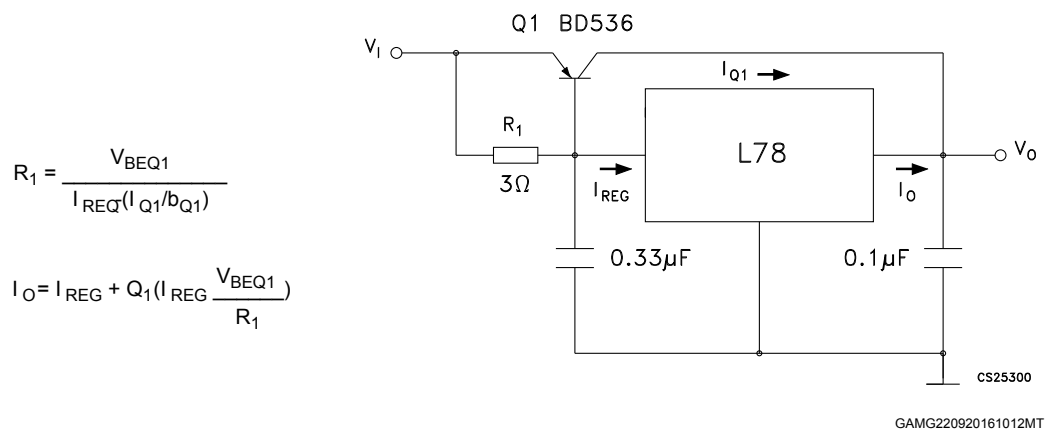 Q1 BD536
V_I
I_Q1
R_1
L78
V_O
3Ω
I_REG
I_O
R_1 = V_BEQ1 / I_REQ-(I_Q1/b_Q1)
0.33µF
0.1µF
I_O = I_REG + Q_1(I_REG V_BEQ1 / R_1)
CS25300
GAMG220920161012MT